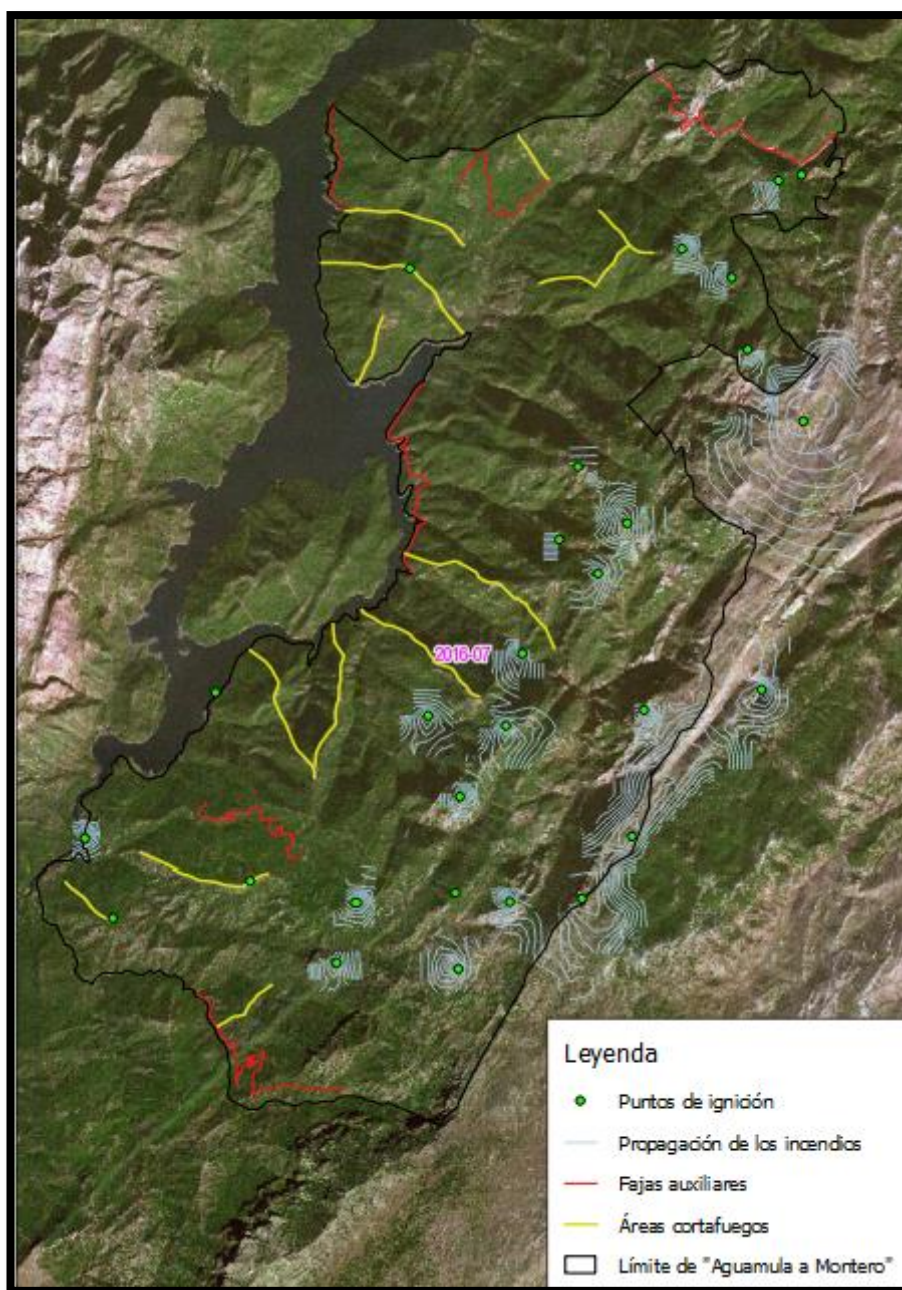 2016-07
Leyenda
Puntos de ignición
Propagación de los incendios
Fajas auxiliares
Áreas cortafuegos
Límite de "Aguamula a Montero"